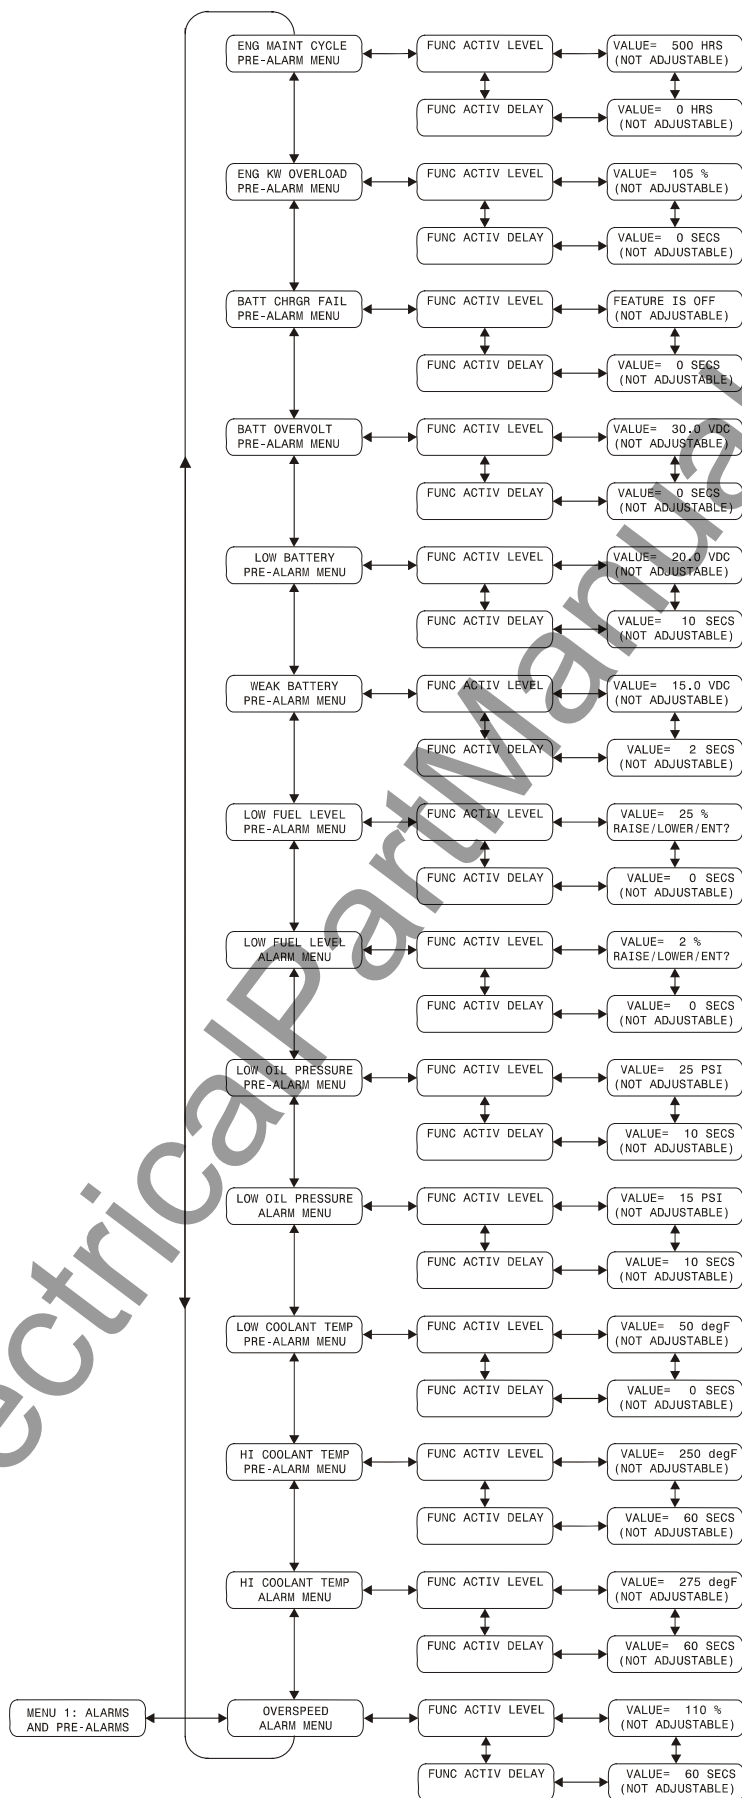 ENG MAINT CYCLE
PRE-ALARM MENU
FUNC ACTIV LEVEL
VALUE= 500 HRS
(NOT ADJUSTABLE)
FUNC ACTIV DELAY
VALUE= 0 HRS
(NOT ADJUSTABLE)
ENG KW OVERLOAD
PRE-ALARM MENU
FUNC ACTIV LEVEL
VALUE= 105 %
(NOT ADJUSTABLE)
FUNC ACTIV DELAY
VALUE= 0 SECS
(NOT ADJUSTABLE)
BATT CHRGR FAIL
PRE-ALARM MENU
FUNC ACTIV LEVEL
FEATURE IS OFF
(NOT ADJUSTABLE)
FUNC ACTIV DELAY
VALUE= 0 SECS
(NOT ADJUSTABLE)
BATT OVERVOLT
PRE-ALARM MENU
FUNC ACTIV LEVEL
VALUE= 30.0 VDC
(NOT ADJUSTABLE)
FUNC ACTIV DELAY
VALUE= 0 SECS
(NOT ADJUSTABLE)
LOW BATTERY
PRE-ALARM MENU
FUNC ACTIV LEVEL
VALUE= 20.0 VDC
(NOT ADJUSTABLE)
FUNC ACTIV DELAY
VALUE= 10 SECS
(NOT ADJUSTABLE)
WEAK BATTERY
PRE-ALARM MENU
FUNC ACTIV LEVEL
VALUE= 15.0 VDC
(NOT ADJUSTABLE)
FUNC ACTIV DELAY
VALUE= 2 SECS
(NOT ADJUSTABLE)
LOW FUEL LEVEL
PRE-ALARM MENU
FUNC ACTIV LEVEL
VALUE= 25 %
RAISE/LOWER/ENT?
FUNC ACTIV DELAY
VALUE= 0 SECS
(NOT ADJUSTABLE)
LOW FUEL LEVEL
ALARM MENU
FUNC ACTIV LEVEL
VALUE= 2 %
RAISE/LOWER/ENT?
FUNC ACTIV DELAY
VALUE= 0 SECS
(NOT ADJUSTABLE)
LOW OIL PRESSURE
PRE-ALARM MENU
FUNC ACTIV LEVEL
VALUE= 25 PSI
(NOT ADJUSTABLE)
FUNC ACTIV DELAY
VALUE= 10 SECS
(NOT ADJUSTABLE)
LOW OIL PRESSURE
ALARM MENU
FUNC ACTIV LEVEL
VALUE= 15 PSI
(NOT ADJUSTABLE)
FUNC ACTIV DELAY
VALUE= 10 SECS
(NOT ADJUSTABLE)
LOW COOLANT TEMP
PRE-ALARM MENU
FUNC ACTIV LEVEL
VALUE= 50 degF
(NOT ADJUSTABLE)
FUNC ACTIV DELAY
VALUE= 0 SECS
(NOT ADJUSTABLE)
HI COOLANT TEMP
PRE-ALARM MENU
FUNC ACTIV LEVEL
VALUE= 250 degF
(NOT ADJUSTABLE)
FUNC ACTIV DELAY
VALUE= 60 SECS
(NOT ADJUSTABLE)
HI COOLANT TEMP
ALARM MENU
FUNC ACTIV LEVEL
VALUE= 275 degF
(NOT ADJUSTABLE)
FUNC ACTIV DELAY
VALUE= 60 SECS
(NOT ADJUSTABLE)
MENU 1: ALARMS
AND PRE-ALARMS
OVERSPEED
ALARM MENU
FUNC ACTIV LEVEL
VALUE= 110 %
(NOT ADJUSTABLE)
FUNC ACTIV DELAY
VALUE= 60 SECS
(NOT ADJUSTABLE)
ectricalPartManual